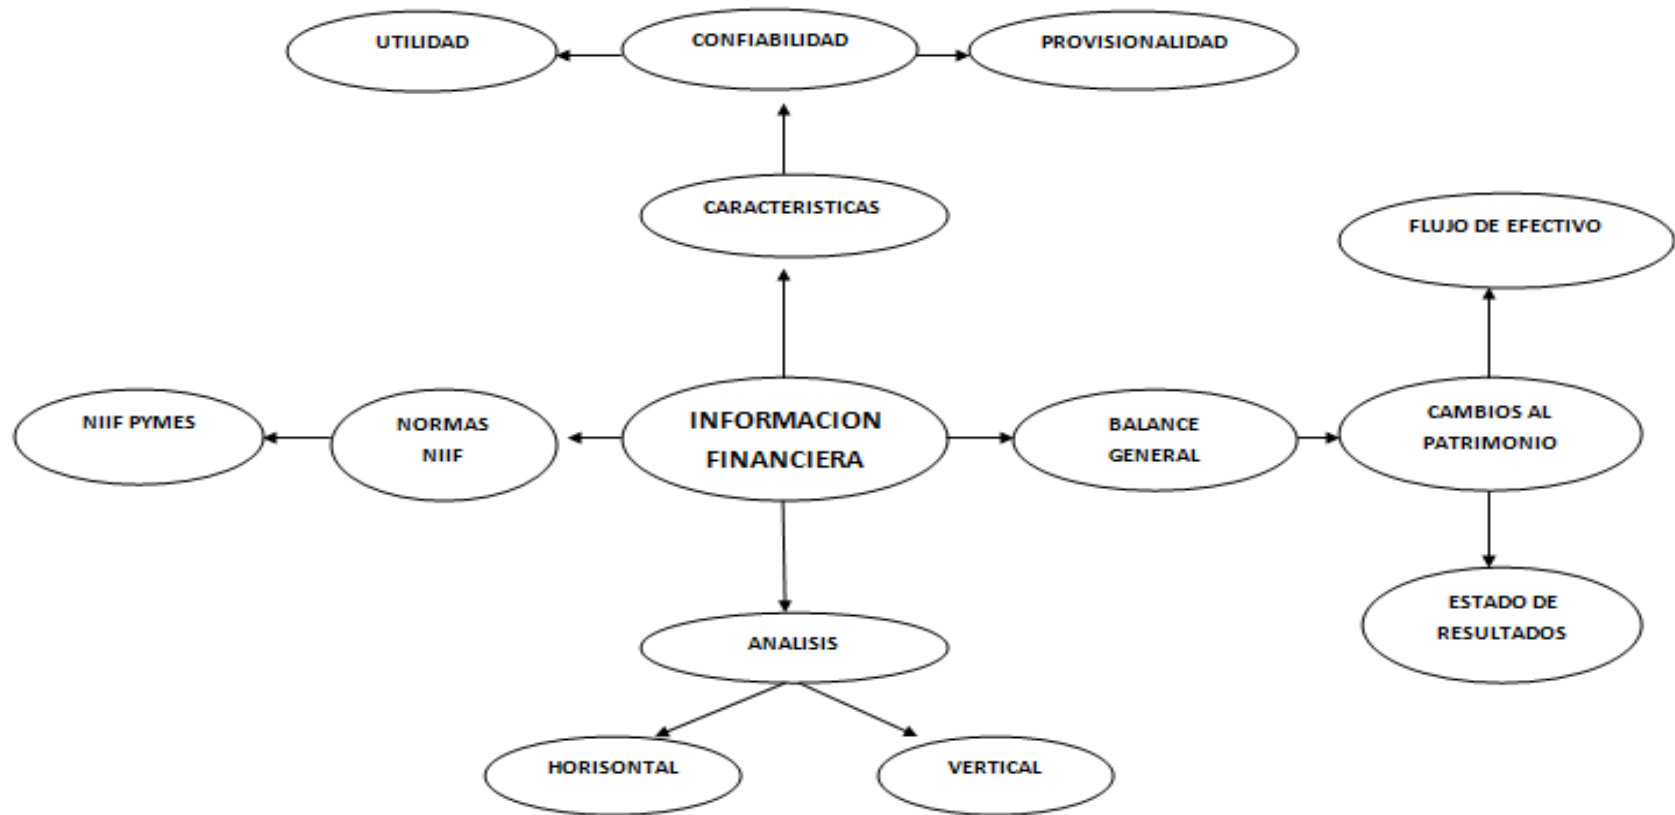 UTILIDAD
CONFIABILIDAD
PROVISIONALIDAD
CARACTERISTICAS
FLUJO DE EFECTIVO
NIIF PYMES
NORMAS
NIIF
INFORMACION
FINANCIERA
BALANCE
GENERAL
CAMBIOS AL
PATRIMONIO
ESTADO DE
RESULTADOS
ANALISIS
HORISONTAL
VERTICAL